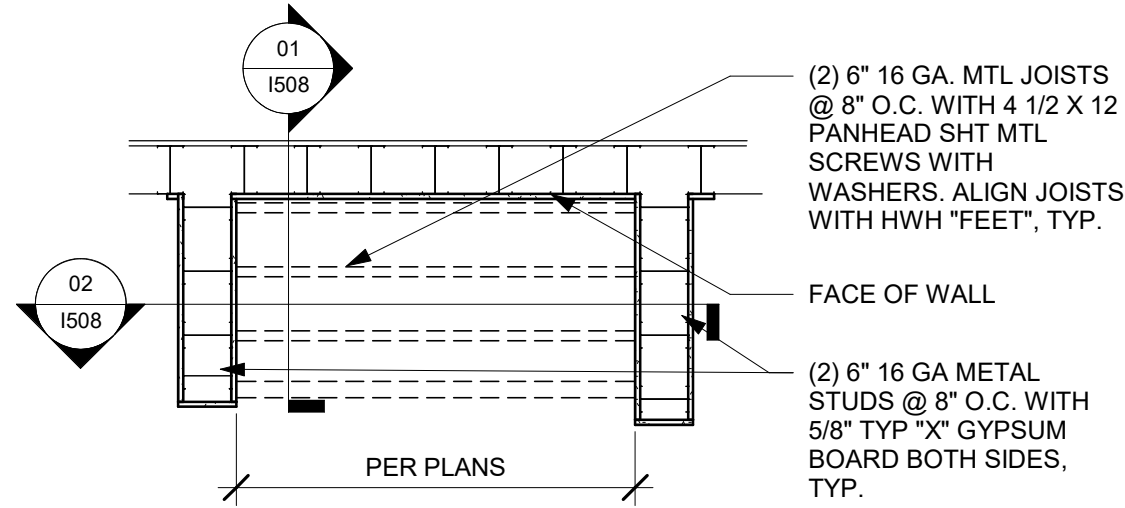 01
I508
(2) 6" 16 GA. MTL JOISTS
@ 8" O.C. WITH 4 1/2 X 12
PANHEAD SHT MTL
SCREWS WITH
WASHERS. ALIGN JOISTS
WITH HWH "FEET", TYP.
02
I508
FACE OF WALL
(2) 6" 16 GA METAL
STUDS @ 8" O.C. WITH
5/8" TYP "X" GYPSUM
BOARD BOTH SIDES,
TYP.
PER PLANS